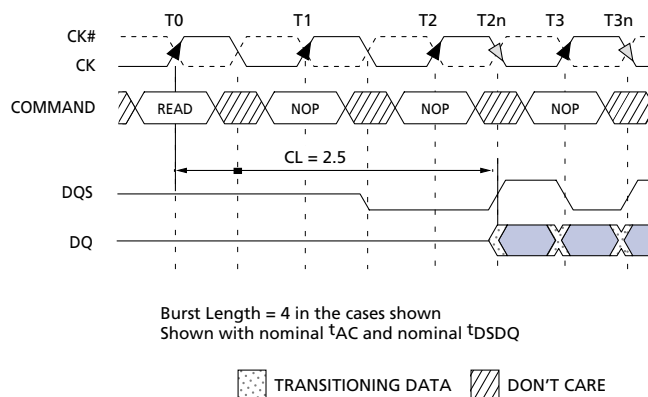 T0 T1 T2 T2n T3 T3n
CK#
CK
COMMAND READ NOP NOP NOP
CL = 2.5
DQS
DQ
Burst Length = 4 in the cases shown
Shown with nominal tAC and nominal tDSDQ
TRANSITIONING DATA DON'T CARE